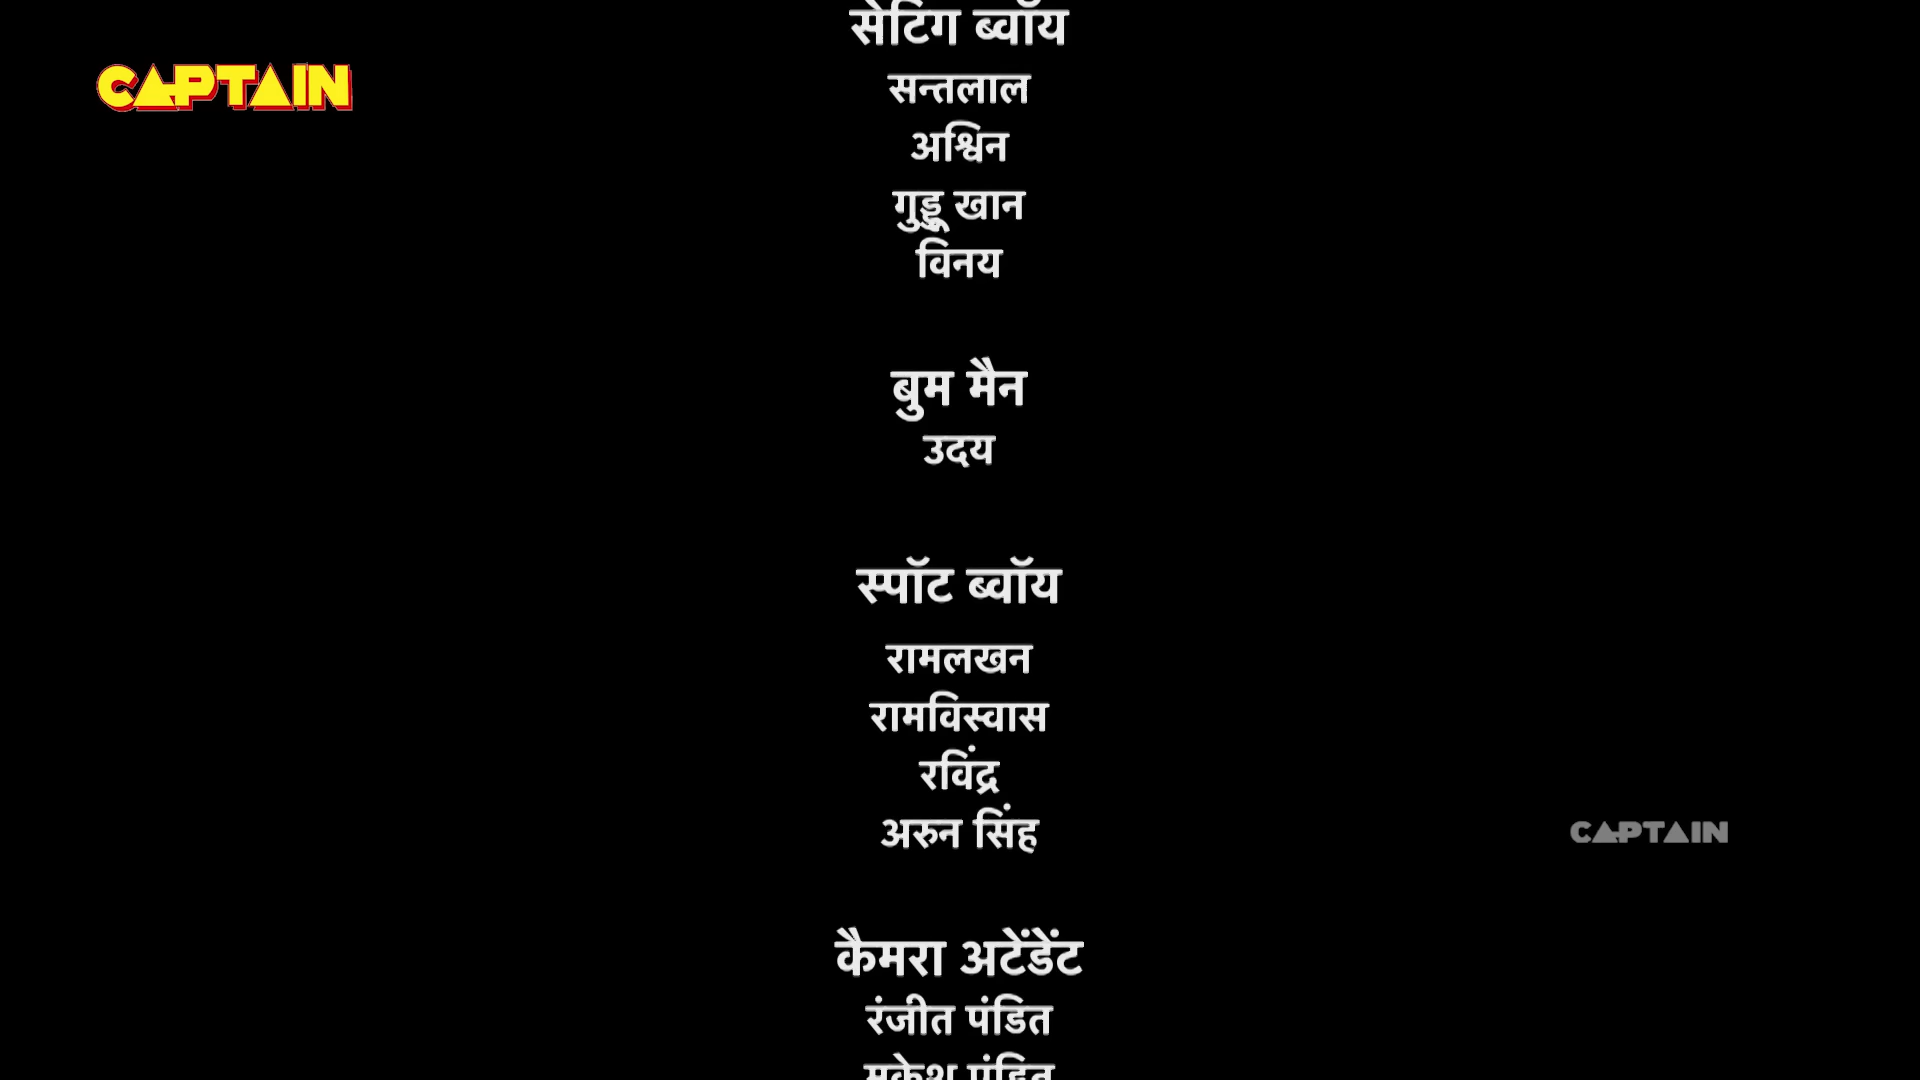 सेटिंग ब्वॉय
CAPTAIN
सन्तलाल
अश्विन
गुड्डू खान
विनय
बुम मैन
उदय
स्पॉट ब्वॉय
रामलखन
रामविस्वास
रविंद्र
अरुन सिंह
CAPTAIN
कैमरा अटेंडेंट
रंजीत पंडित
मुकेश पंडित